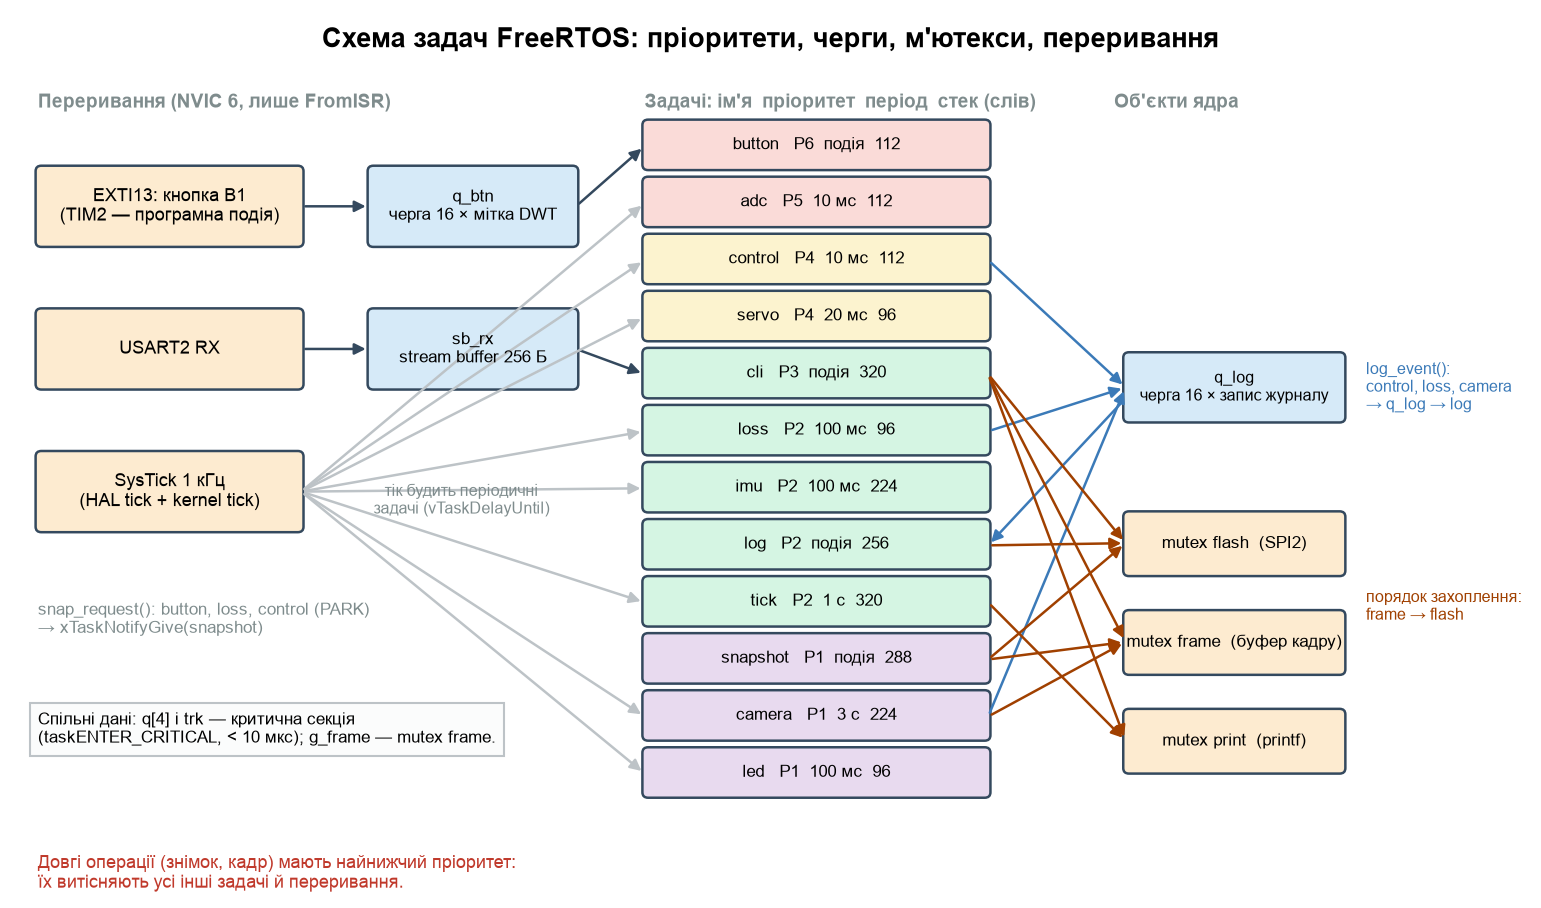 Схема задач FreeRTOS: пріоритети, черги, м'ютекси, переривання
Переривання (NVIC 6, лише FromISR)
Задачі: ім'я  пріоритет  період  стек (слів)
Об'єкти ядра
EXTI13: кнопка B1
(TIM2 — програмна подія)
q_btn
черга 16 × мітка DWT
USART2 RX
sb_rx
stream buffer 256 Б
SysTick 1 кГц
(HAL tick + kernel tick)
тік будить періодичні
задачі (vTaskDelayUntil)
snap_request(): button, loss, control (PARK)
→ xTaskNotifyGive(snapshot)
Спільні дані: q[4] і trk — критична секція
(taskENTER_CRITICAL, < 10 мкс); g_frame — mutex frame.
button   P6  подія  112
adc   P5  10 мс  112
control   P4  10 мс  112
servo   P4  20 мс  96
cli   P3  подія  320
loss   P2  100 мс  96
imu   P2  100 мс  224
log   P2  подія  256
tick   P2  1 с  320
snapshot   P1  подія  288
camera   P1  3 с  224
led   P1  100 мс  96
q_log
черга 16 × запис журналу
log_event():
control, loss, camera
→ q_log → log
mutex flash  (SPI2)
порядок захоплення:
frame → flash
mutex frame  (буфер кадру)
mutex print  (printf)
Довгі операції (знімок, кадр) мають найнижчий пріоритет:
їх витісняють усі інші задачі й переривання.